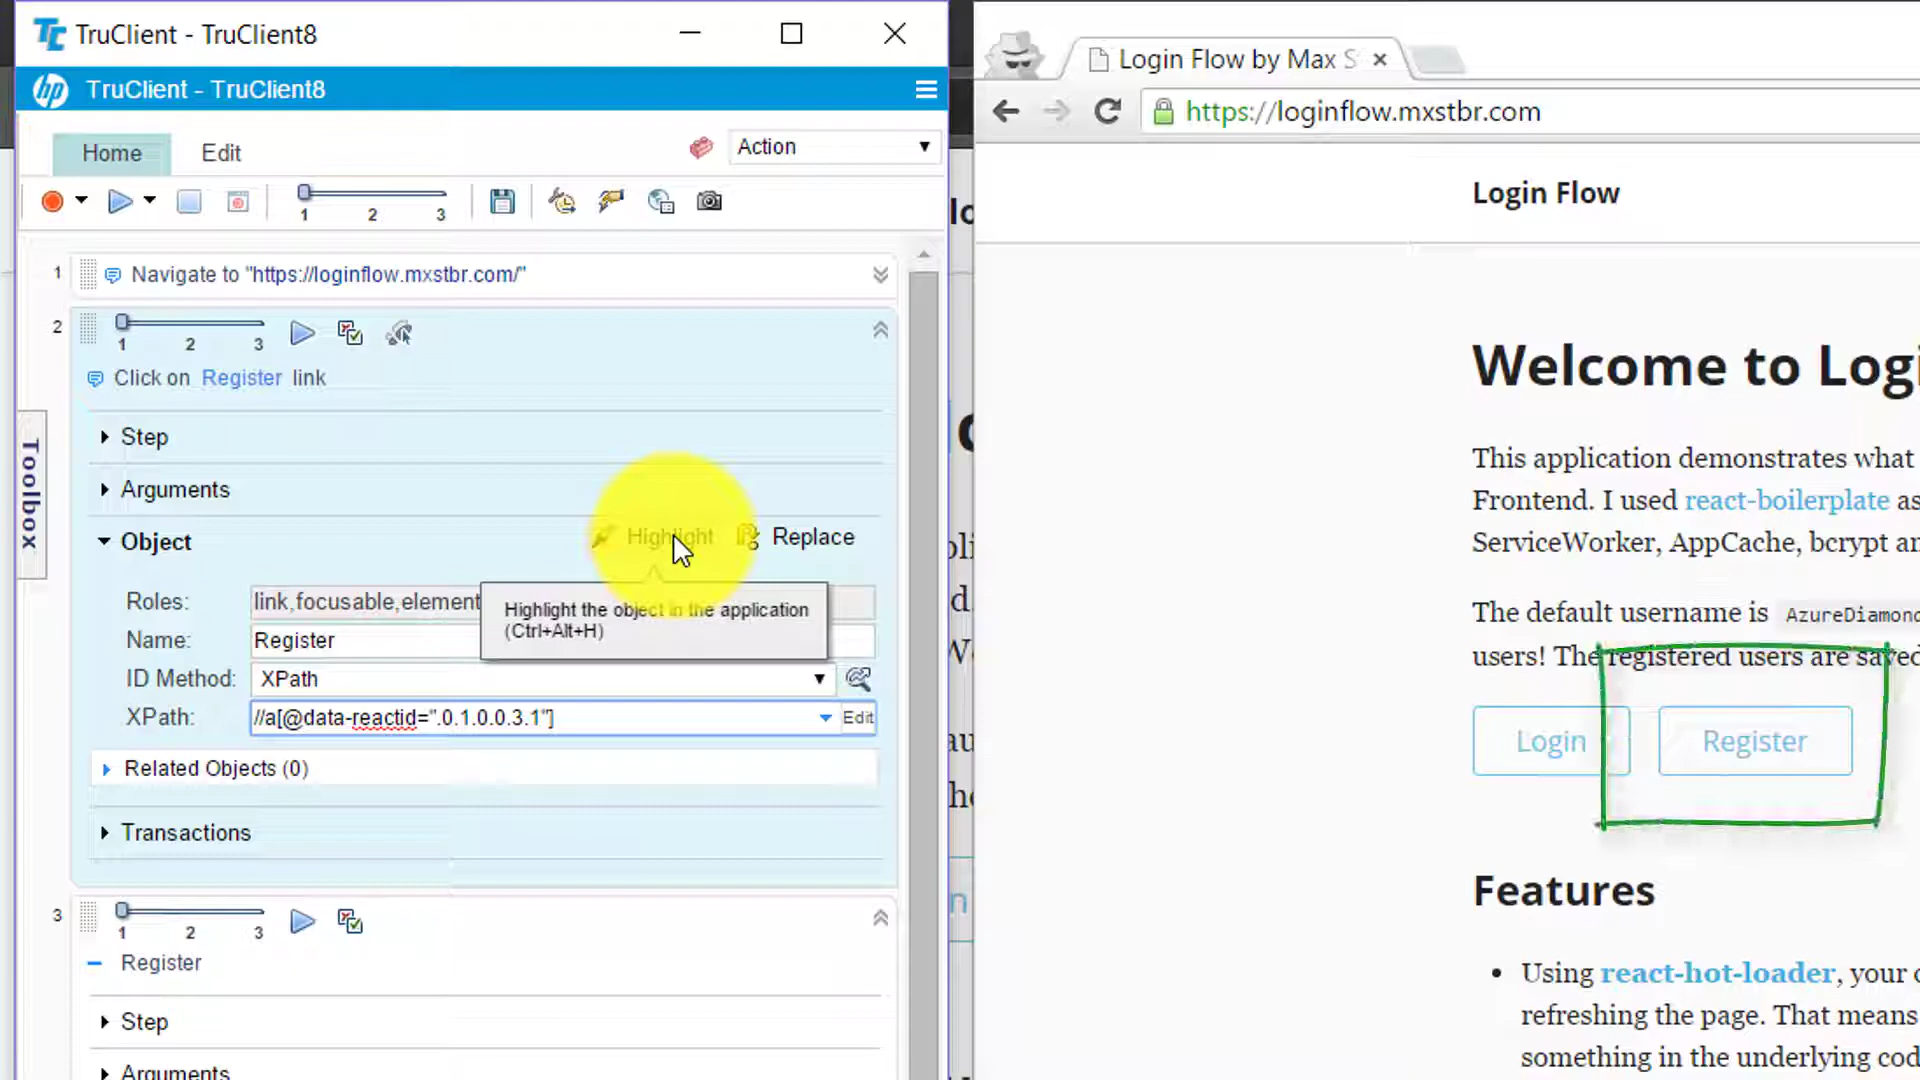 TruClient - TruClient8
hp TruClient - TruClient8
Home Edit Action
1 2 3
1 Navigate to "https://loginflow.mxstbr.com/"
2
1 2 3
Click on Register link
Step
Arguments
Object Highlight Replace
Roles: link,focusable,element
Highlight the object in the application
(Ctrl+Alt+H)
Name: Register
ID Method: XPath
XPath: //a[@data-reactid=".0.1.0.0.3.1"] Edit
Related Objects (0)
Transactions
3
1 2 3
Register
Step
Arguments
Toolbox
Login Flow by Max S
https://loginflow.mxstbr.com
Login Flow
Welcome to Logi
This application demonstrates what
Frontend. I used react-boilerplate as
ServiceWorker, AppCache, bcrypt an
The default username is AzureDiamond
users! The registered users are saved
Login Register
Features
• Using react-hot-loader, your c
refreshing the page. That means
something in the underlying cod